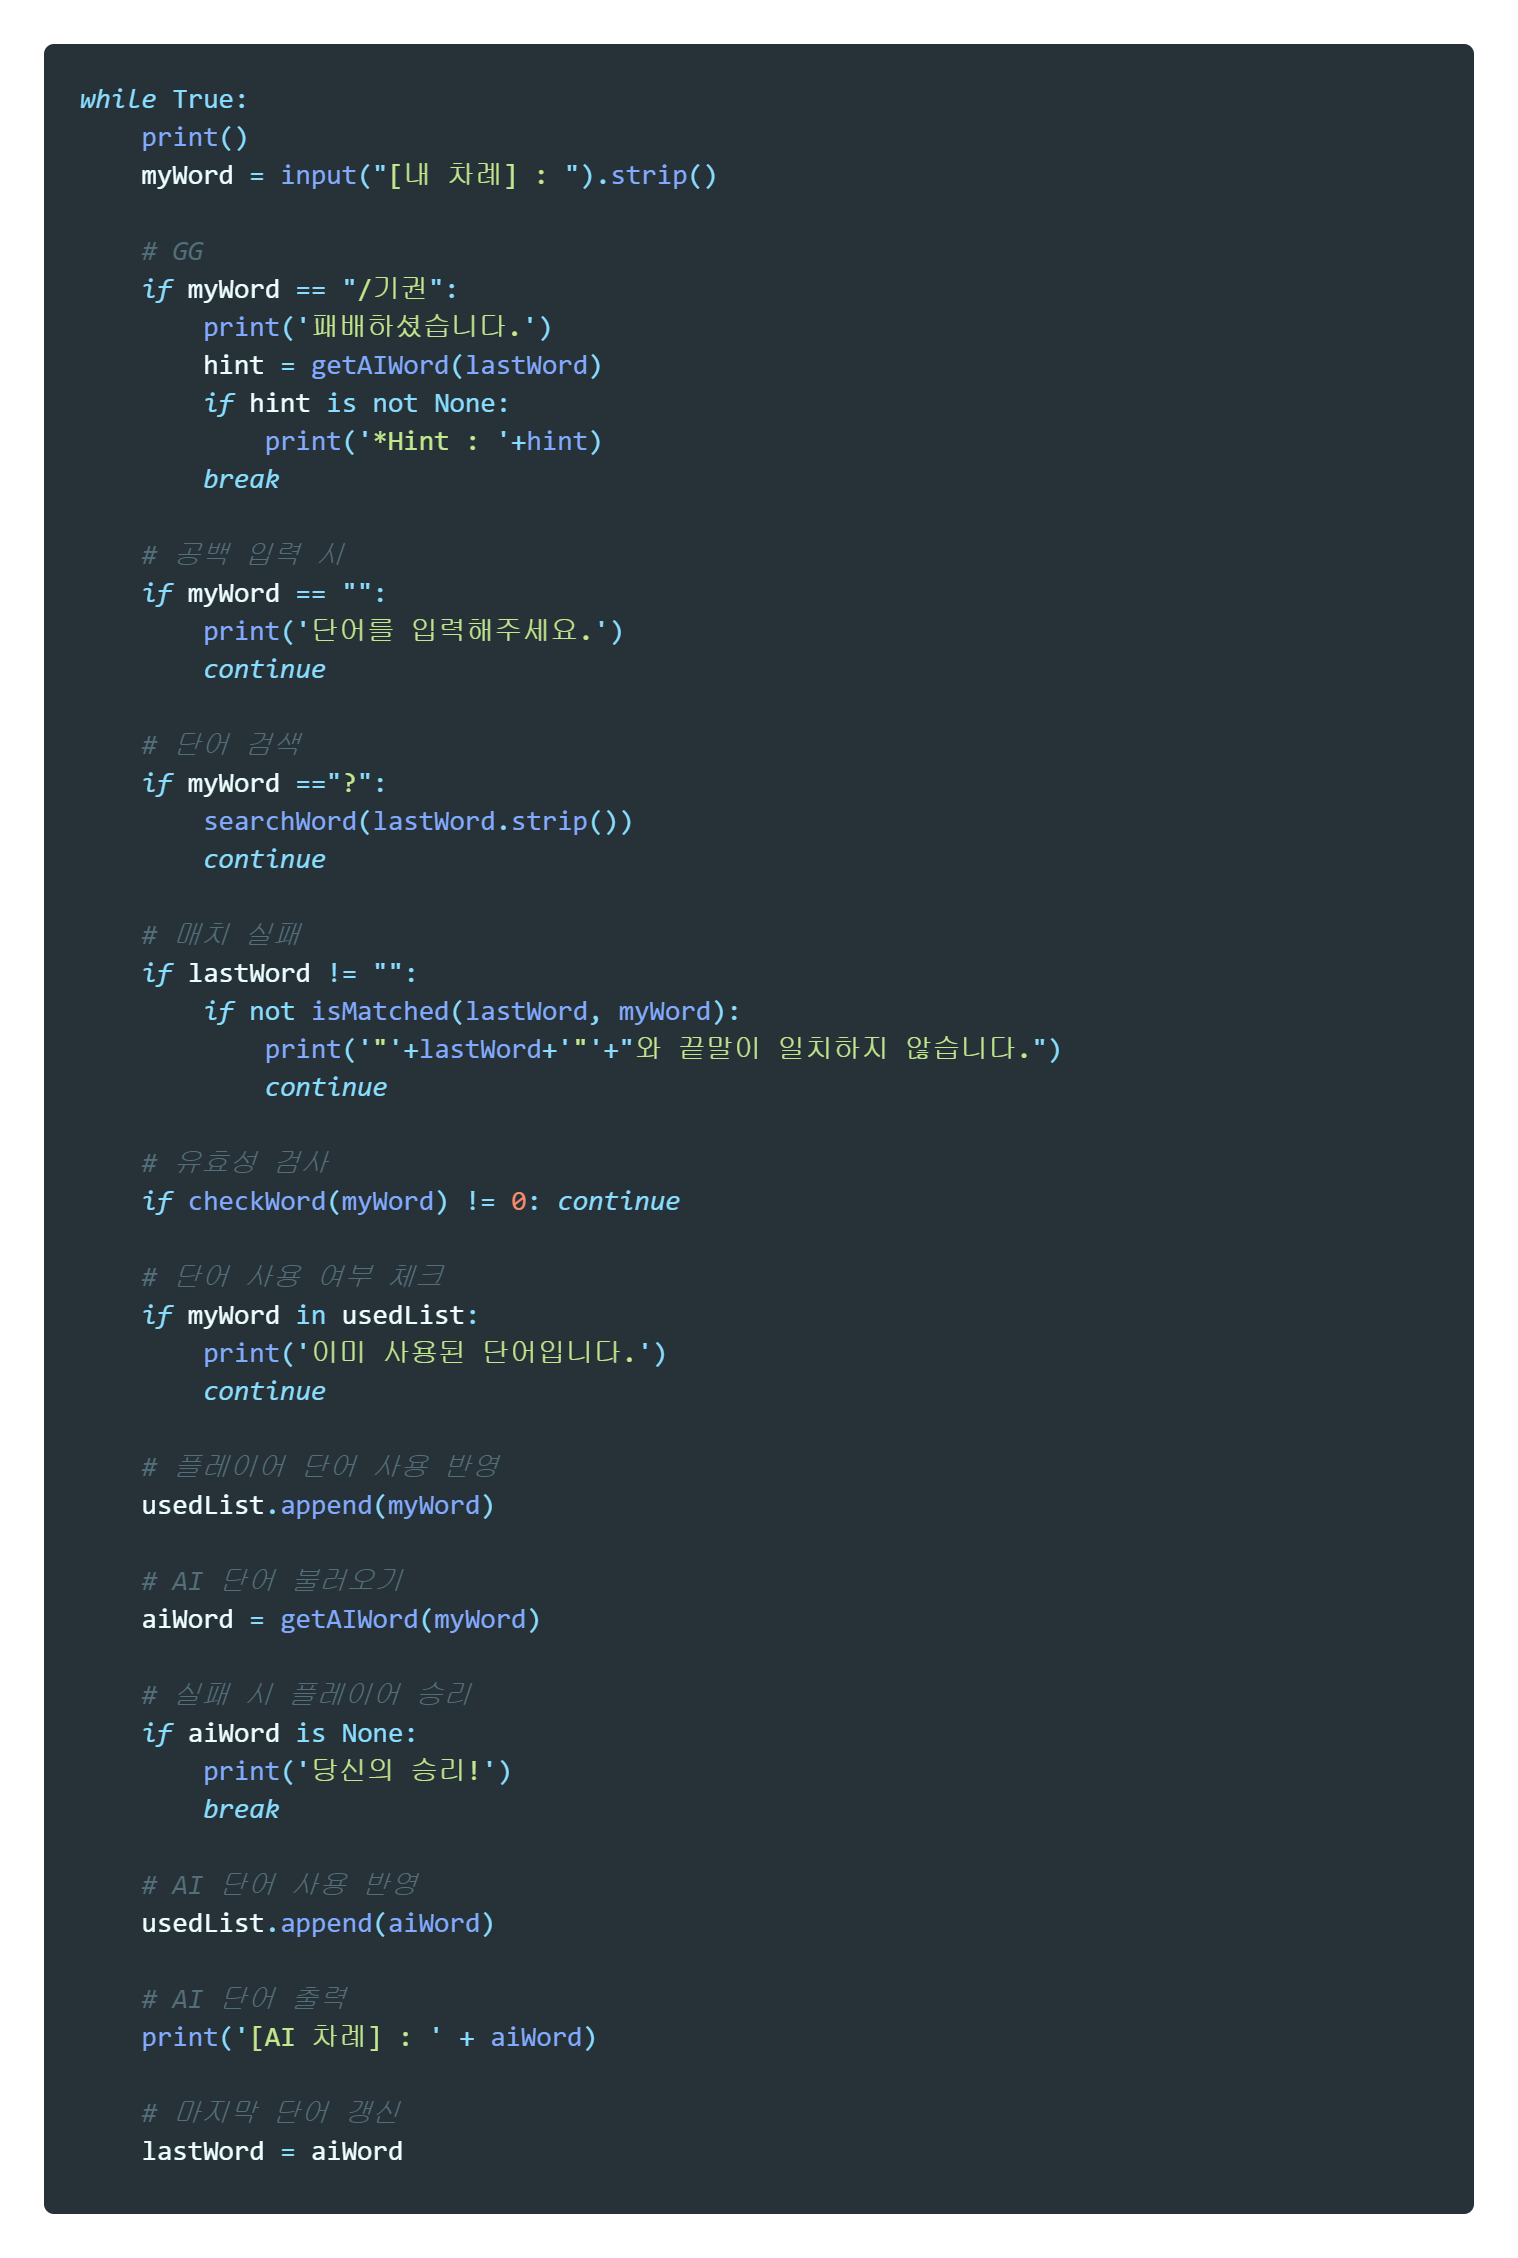 while True:
    print()
    myWord = input("[내 차례] : ").strip()

    # GG
    if myWord == "/기권":
        print('패배하셨습니다.')
        hint = getAIWord(lastWord)
        if hint is not None:
            print('*Hint : '+hint)
        break

    # 공백 입력 시
    if myWord == "":
        print('단어를 입력해주세요.')
        continue

    # 단어 검색
    if myWord =="?":
        searchWord(lastWord.strip())
        continue

    # 매치 실패
    if lastWord != "":
        if not isMatched(lastWord, myWord):
            print('"'+lastWord+'"'+"와 끝말이 일치하지 않습니다.")
            continue

    # 유효성 검사
    if checkWord(myWord) != 0: continue

    # 단어 사용 여부 체크
    if myWord in usedList:
        print('이미 사용된 단어입니다.')
        continue

    # 플레이어 단어 사용 반영
    usedList.append(myWord)

    # AI 단어 불러오기
    aiWord = getAIWord(myWord)

    # 실패 시 플레이어 승리
    if aiWord is None:
        print('당신의 승리!')
        break

    # AI 단어 사용 반영
    usedList.append(aiWord)

    # AI 단어 출력
    print('[AI 차례] : ' + aiWord)

    # 마지막 단어 갱신
    lastWord = aiWord